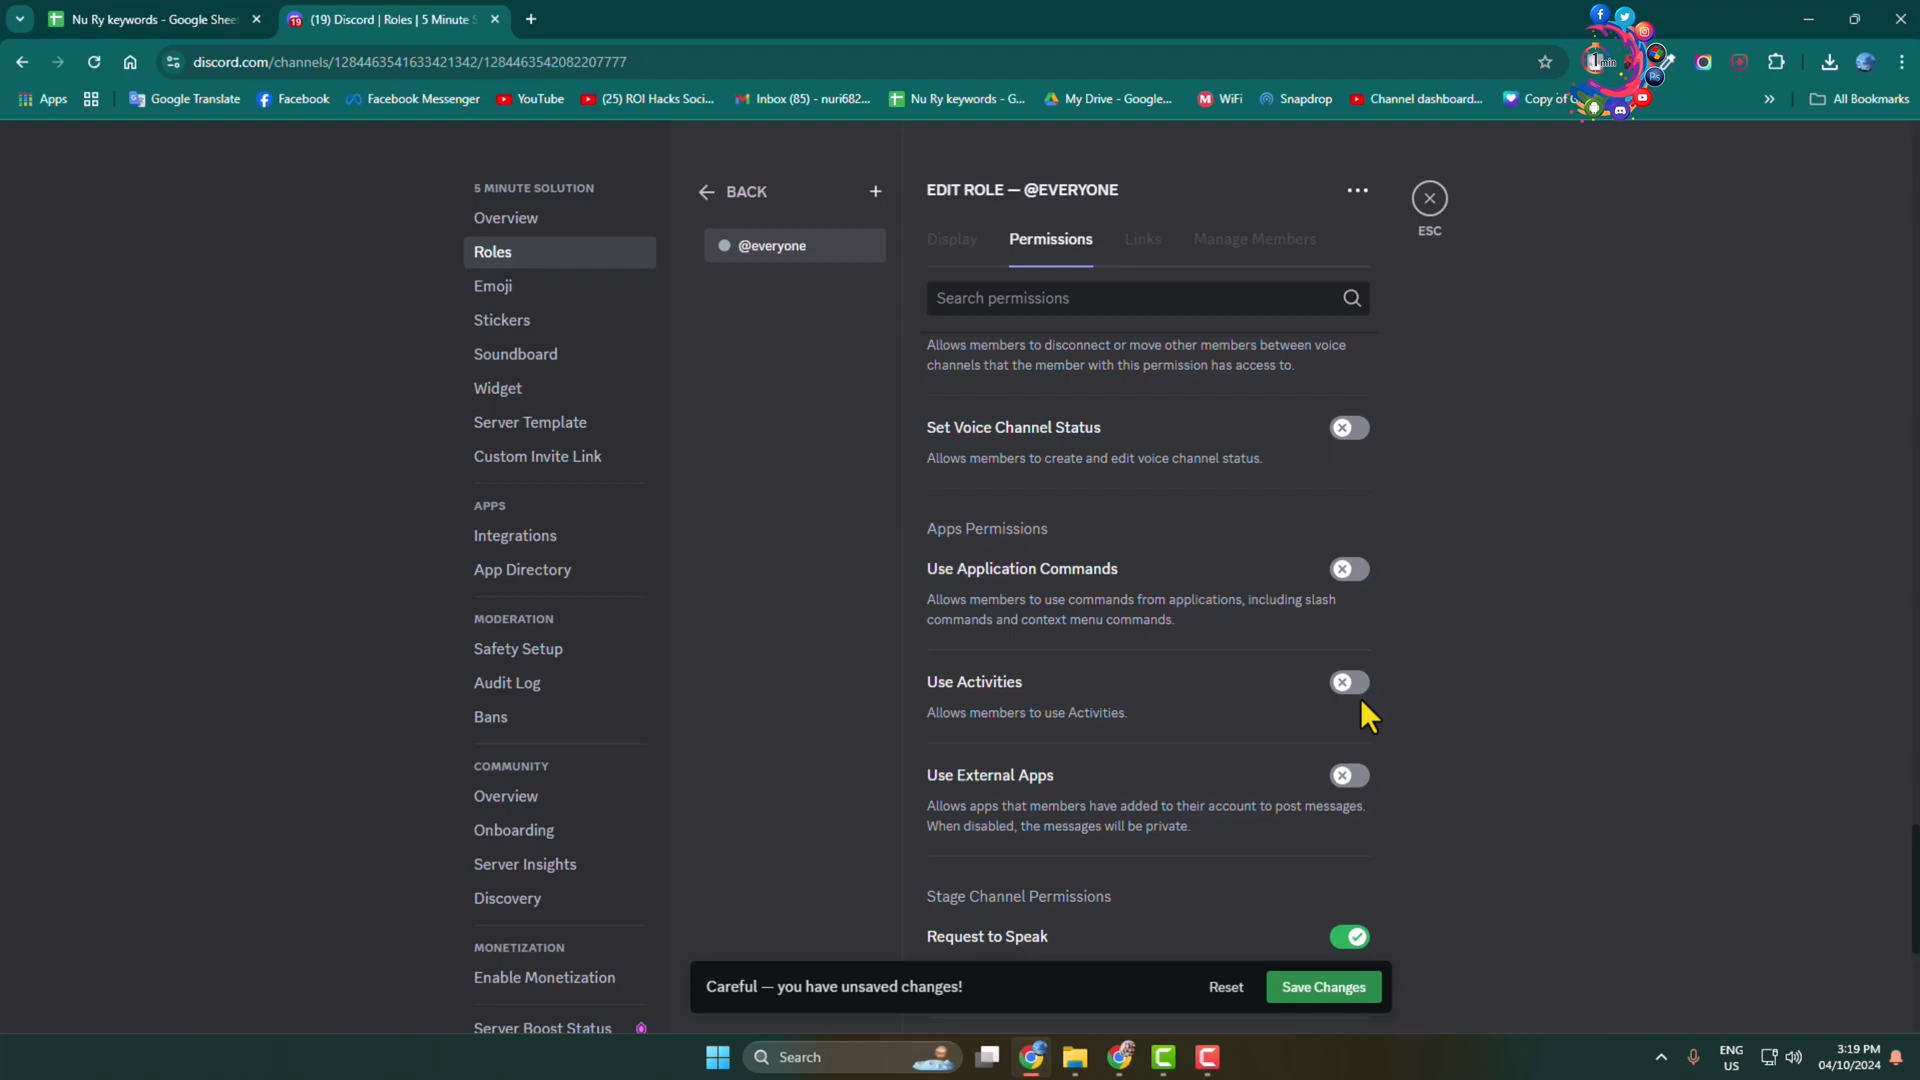 Nu Ry keywords - Google Shee
(19) Discord | Roles | 5 Minute S
discord.com/channels/1284463541633421342/1284463542082207777
1 min
Apps
Google Translate
Facebook
Facebook Messenger
YouTube
(25) ROI Hacks Soci...
Inbox (85) - nuri682...
Nu Ry keywords - G...
My Drive - Google...
WiFi
Snapdrop
Channel dashboard...
Copy of
All Bookmarks
5 MINUTE SOLUTION
Overview
Roles
Emoji
Stickers
Soundboard
Widget
Server Template
Custom Invite Link
APPS
Integrations
App Directory
MODERATION
Safety Setup
Audit Log
Bans
COMMUNITY
Overview
Onboarding
Server Insights
Discovery
MONETIZATION
Enable Monetization
Server Boost Status
BACK
@everyone
EDIT ROLE — @EVERYONE
ESC
Display Permissions Links Manage Members
Search permissions
Allows members to disconnect or move other members between voice
channels that the member with this permission has access to.
Set Voice Channel Status
Allows members to create and edit voice channel status.
Apps Permissions
Use Application Commands
Allows members to use commands from applications, including slash
commands and context menu commands.
Use Activities
Allows members to use Activities.
Use External Apps
Allows apps that members have added to their account to post messages.
When disabled, the messages will be private.
Stage Channel Permissions
Request to Speak
Careful — you have unsaved changes!
Reset
Save Changes
Search
ENG
US
3:19 PM
04/10/2024